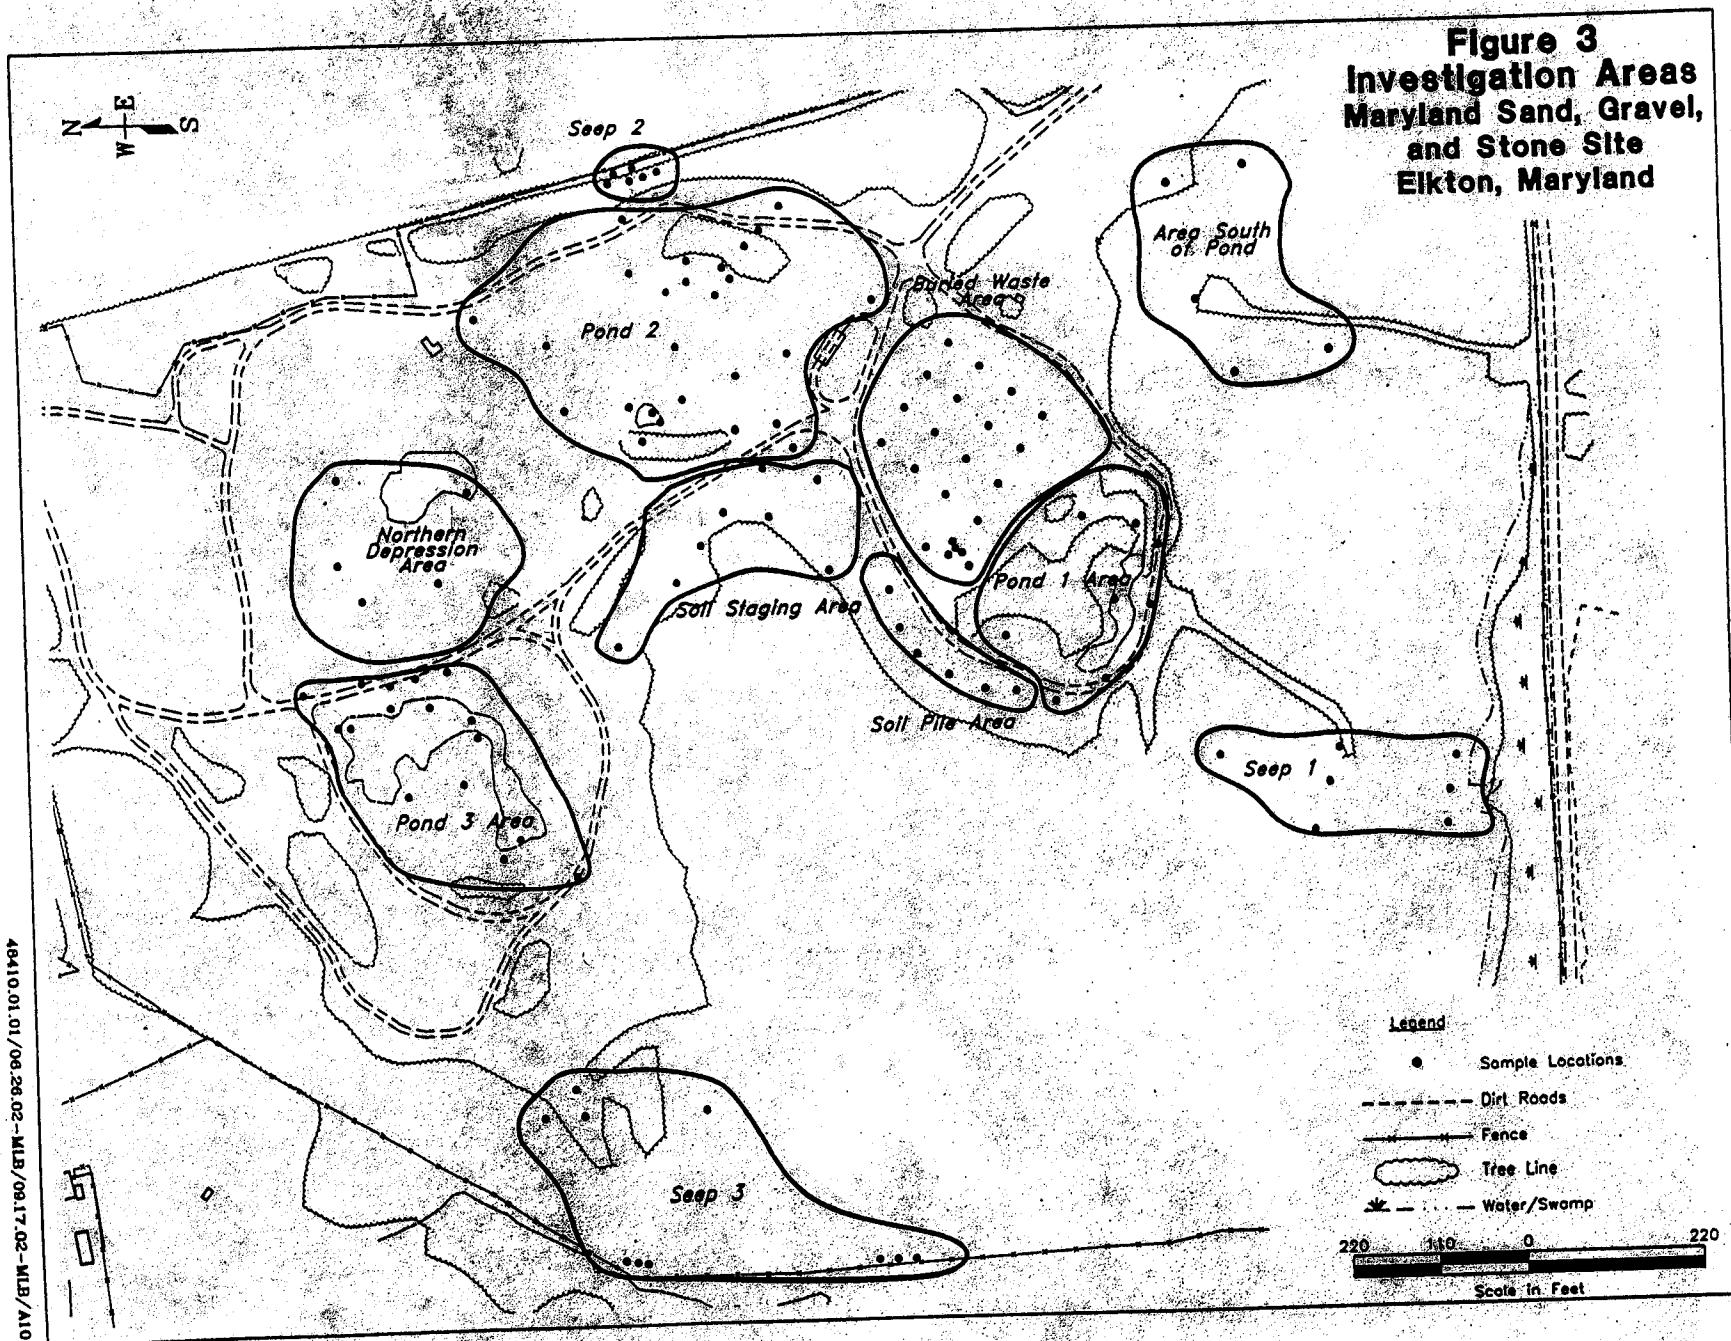 Figure 3
Investigation Areas
Maryland Sand, Gravel,
and Stone Site
Elkton, Maryland
N
E
W
S
Seep 2
Area South
of Pond
Buried Waste
Area
Pond 2
Northern
Depression
Area
Pond 1 Area
Soil Staging Area
Soil Pile Area
Seep 1
Pond 3 Area
Seep 3
Legend
Sample Locations
Dirt Roads
Fence
Tree Line
Water/Swamp
220 110 0 220
Scale in Feet
48410.01.01/06.26.02-MLB/09.17.02-MLB/A10